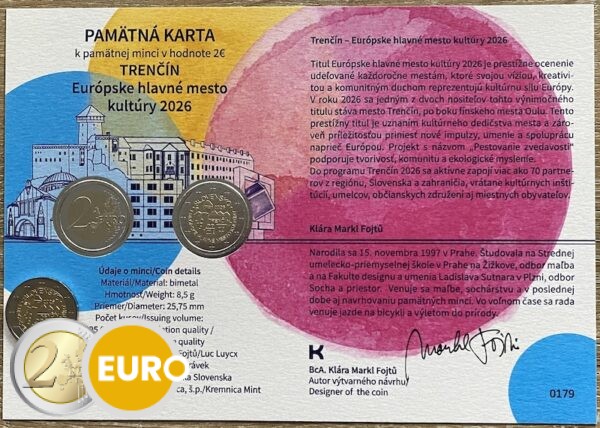 PAMÄTNÁ KARTA
k pamätnej minci v hodnote 2€
TRENČÍN
Európske hlavné mesto
kultúry 2026
Trenčín – Európske hlavné mesto kultúry 2026
Titul Európske hlavné mesto kultúry 2026 je prestížne ocenenie
udeľované každoročne mestám, ktoré svojou víziou, kreativi-
tou a komunitným duchom reprezentujú kultúrnu silu Európy.
V roku 2026 sa jedným z dvoch nositeľov tohto výnimočného
titulu stáva mesto Trenčín, po boku fínskeho mesta Oulu. Tento
prestížny titul je uznaním kultúrneho dedičstva mesta a záro-
veň príležitosťou priniesť nové impulzy, umenie a spoluprácu
naprieč Európou. Projekt s názvom „Pestovanie zvedavosti"
podporuje tvorivosť, komunitu a ekologické myslenie.
Do programu Trenčín 2026 sa aktívne zapojí viac ako 70 partne-
rov z regiónu, Slovenska a zahraničia, vrátane kultúrnych inšti-
túcií, umelcov, občianskych združení aj miestnych obyvateľov.
Klára Markl Fojtů
Narodila sa 15. novembra 1997 v Prahe. Študovala na Strednej
umelecko-priemyselnej škole v Prahe na Žižkove, odbor maľba
a na Fakulte designu a umenia Ladislava Sutnara v Plzni, odbor
Socha a priestor. Venuje sa maľbe, sochárstvu a v poslednej
dobe aj navrhovaniu pamätných mincí. Vo voľnom čase sa rada
venuje jazde na bicykli a výletom do prírody.
BcA. Klára Markl Fojtů
Autor výtvarného návrhu/
Designer of the coin
0179
Údaje o minci/Coin details
Materiál/Material: bimetal
Hmotnosť/Weight: 8,5 g
Priemer/Diameter: 25,75 mm
Počet kusov/Issuing volume:
quality /
quality
Fojtů/Luc Luycx
Slovenska
š.p./Kremnica Mint
2 EURO
2
EURO